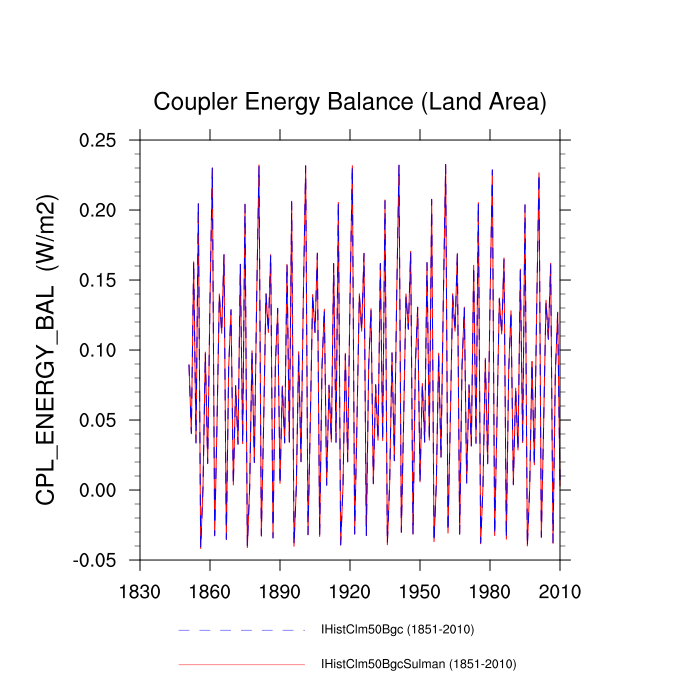 Coupler Energy Balance (Land Area)
CPL_ENERGY_BAL (W/m2)
0.25
0.20
0.15
0.10
0.05
0.00
-0.05
1830 1860 1890 1920 1950 1980 2010
IHistClm50Bgc (1851-2010)
IHistClm50BgcSulman (1851-2010)